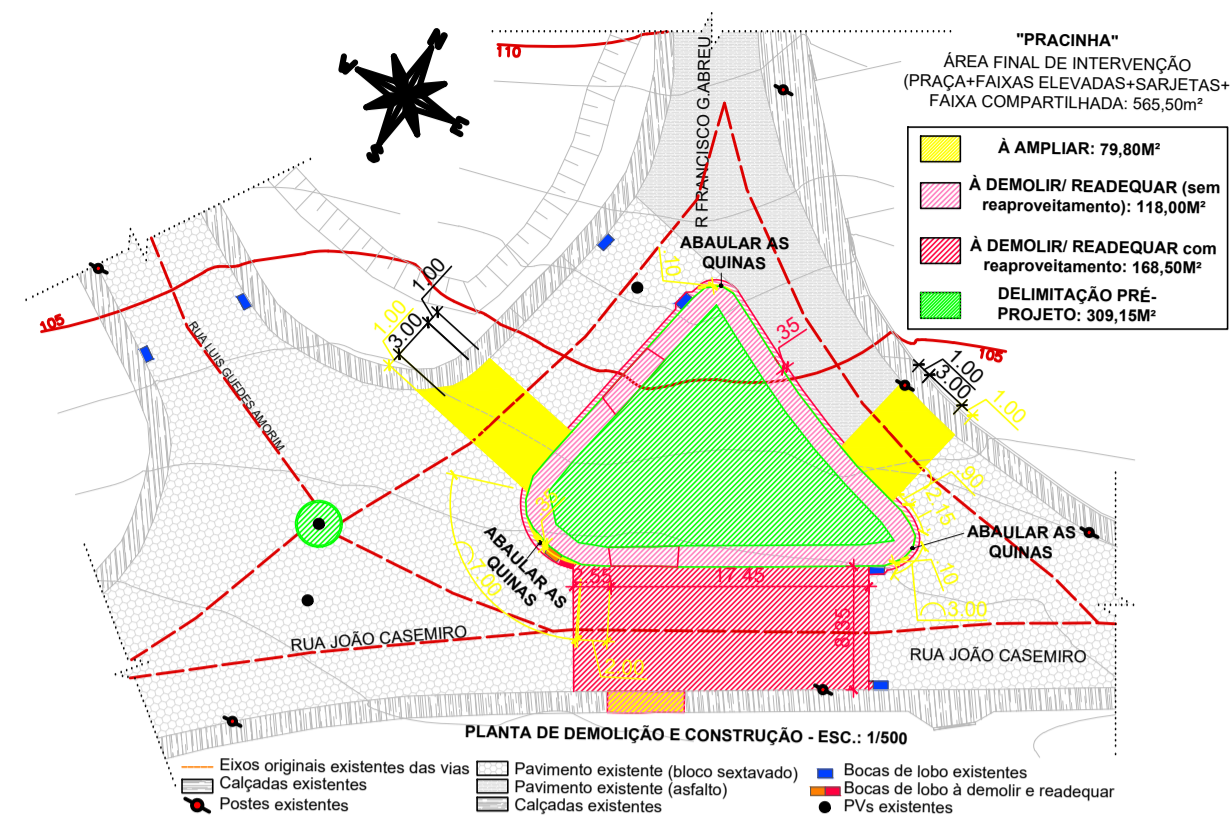 "PRACINHA"
ÁREA FINAL DE INTERVENÇÃO
(PRAÇA+FAIXAS ELEVADAS+SARJETAS+
FAIXA COMPARTILHADA: 565,50m²
À AMPLIAR: 79,80M²
À DEMOLIR/ READEQUAR (sem
reaproveitamento): 118,00M²
À DEMOLIR/ READEQUAR com
reaproveitamento: 168,50M²
DELIMITAÇÃO PRÉ-
PROJETO: 309,15M²
110
R FRANCISCO G.ABREU
ABAULAR AS
QUINAS
10
.35
105
105
1.00
3.00
1.00
1.00
3.00
1.00
RUA LUIS GUEDES AMORIM
.90
2.15
ABAULAR AS
QUINAS
ABAULAR AS
QUINAS
7.00
2.55
17.45
8.35
10
3.00
2.00
RUA JOÃO CASEMIRO
RUA JOÃO CASEMIRO
PLANTA DE DEMOLIÇÃO E CONSTRUÇÃO - ESC.: 1/500
Eixos originais existentes das vias
Calçadas existentes
Postes existentes
Pavimento existente (bloco sextavado)
Pavimento existente (asfalto)
Calçadas existentes
Bocas de lobo existentes
Bocas de lobo à demolir e readequar
PVs existentes